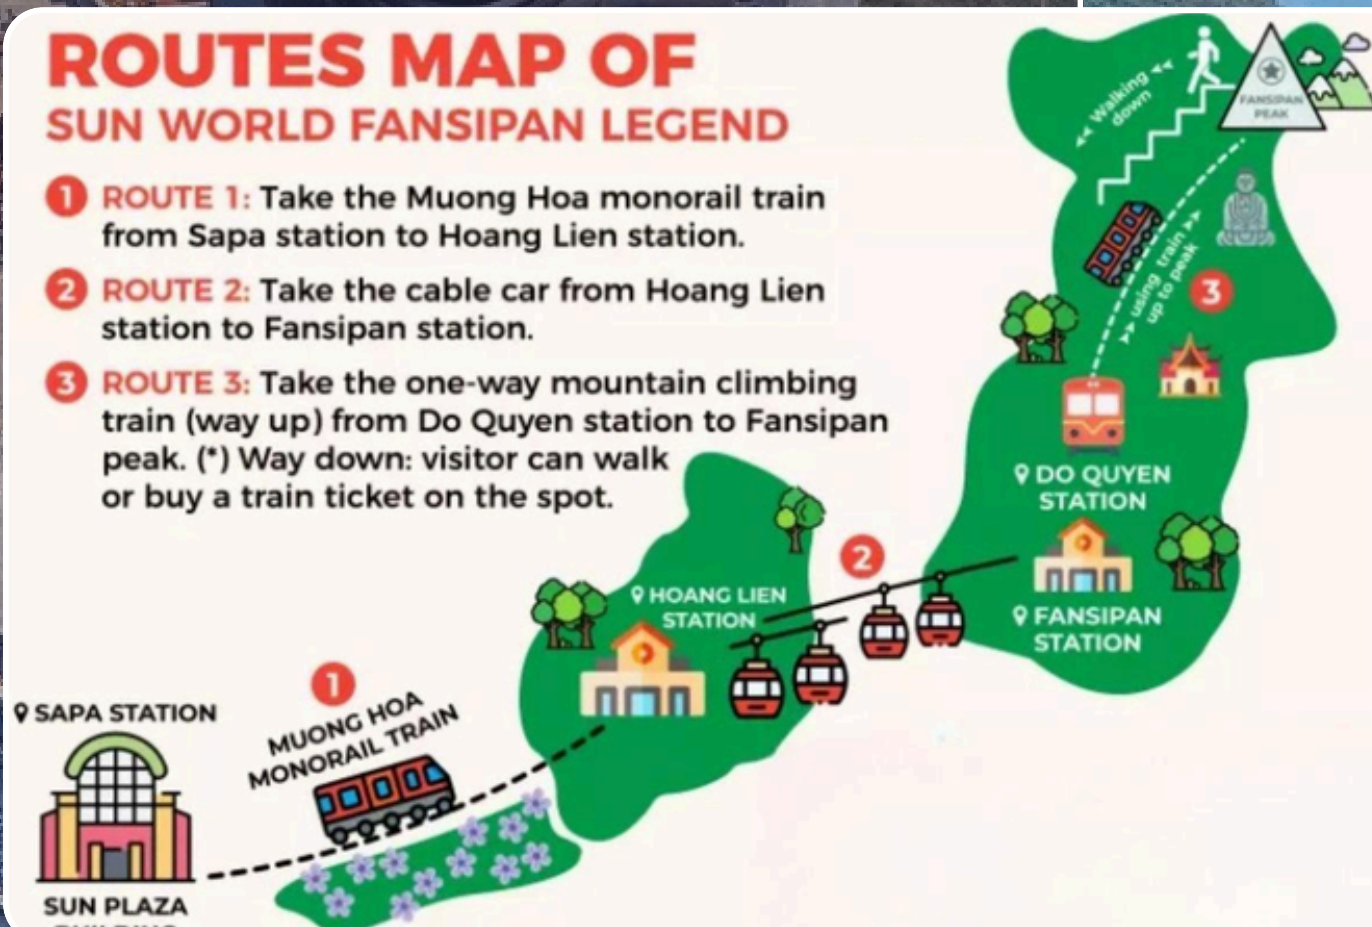 ROUTES MAP OF
SUN WORLD FANSIPAN LEGEND
1 ROUTE 1: Take the Muong Hoa monorail train
from Sapa station to Hoang Lien station.
2 ROUTE 2: Take the cable car from Hoang Lien
station to Fansipan station.
3 ROUTE 3: Take the one-way mountain climbing
train (way up) from Do Quyen station to Fansipan
peak. (*) Way down: visitor can walk
or buy a train ticket on the spot.
Walking
down
FANSIPAN
PEAK
using train
up to peak
3
DO QUYEN
STATION
2
HOANG LIEN
STATION
FANSIPAN
STATION
1
MUONG HOA
MONORAIL TRAIN
SAPA STATION
SUN PLAZA